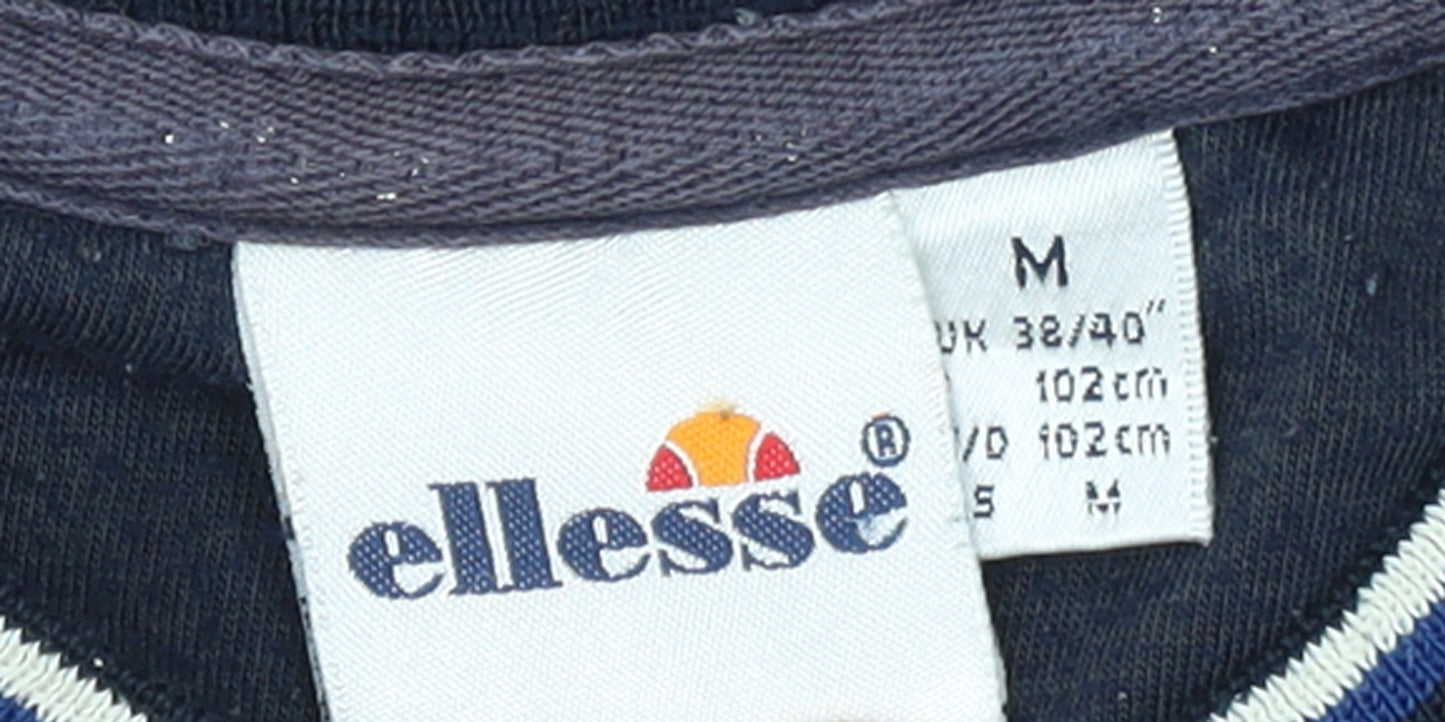 ellesse®
M
UK 38/40"
102cm
/D 102cm
S M